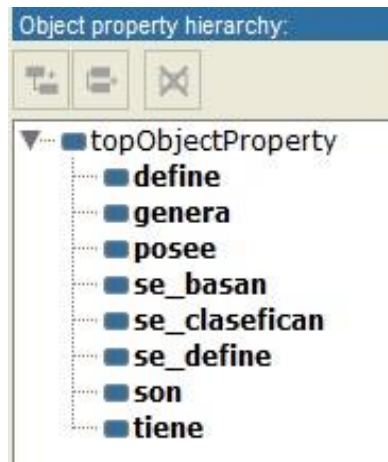 Object property hierarchy:
topObjectProperty
define
genera
posee
se_basan
se_clasefican
se_define
son
tiene